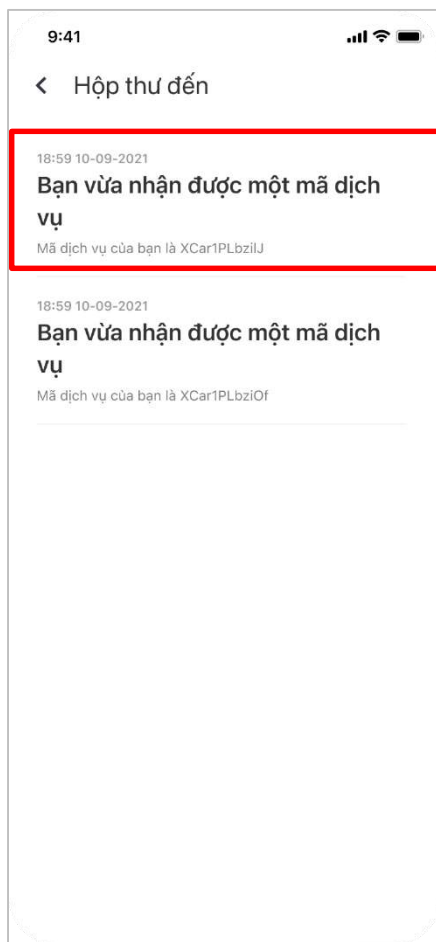 9:41
Hộp thư đến
18:59 10-09-2021
Bạn vừa nhận được một mã dịch
vụ
Mã dịch vụ của bạn là XCar1PLbzilJ
18:59 10-09-2021
Bạn vừa nhận được một mã dịch
vụ
Mã dịch vụ của bạn là XCar1PLbziOf